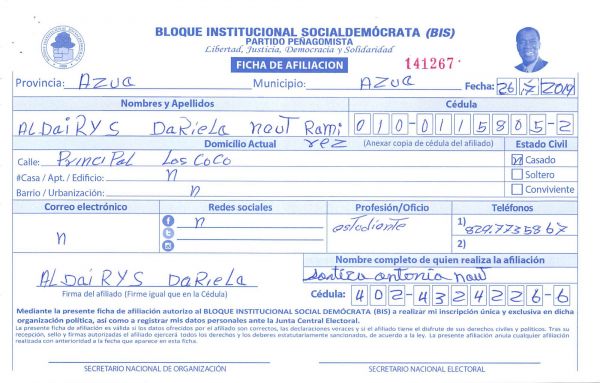 BLOQUE INSTITUCIONAL SOCIALDEMÓCRATA (BIS)
PARTIDO PEÑAGOMISTA
Libertad, Justicia, Democracia y Solidaridad
FICHA DE AFILIACION
141267
Provincia: AZUA Municipio: AZUA Fecha: 26 7 2019
Nombres y Apellidos Cédula
ALDAIRYS DARIELA NAUT RAMIREZ 010-0115805-2
Domicilio Actual (Anexar copia de cédula del afiliado) Estado Civil
Calle: Principal Los Coco Casado
#Casa / Apt. / Edificio: n Soltero
Barrio / Urbanización: n Conviviente
Correo electrónico Redes sociales Profesión/Oficio Teléfonos
n n estudiante 1) 829.7735867
2)
Nombre completo de quien realiza la afiliación
ALDAIRYS DARIELA antonia naut
Firma del afiliado (Firme igual que en la Cédula) Cédula: 402-4324226-6
Mediante la presente ficha de afiliación autorizo al BLOQUE INSTITUCIONAL SOCIAL DEMÓCRATA (BIS) a realizar mi inscripción única y exclusiva en dicha
organización política, así como a registrar mis datos personales ante la Junta Central Electoral.
La presente ficha de afiliación es válida si los datos ofrecidos por el afiliado son correctos, las declaraciones veraces y si el afiliado tiene el disfrute de sus derechos civiles y políticos. Tras su
recepción, sello y firmas autorizadas el afiliado ejercerá todos los derechos y los deberes estatutariamente sancionados, de acuerdo a la ley. La presente afiliación anula cualquier afiliación
realizada con anterioridad a la fecha que aparece en esta ficha.
SECRETARIO NACIONAL DE ORGANIZACIÓN SECRETARIO NACIONAL ELECTORAL